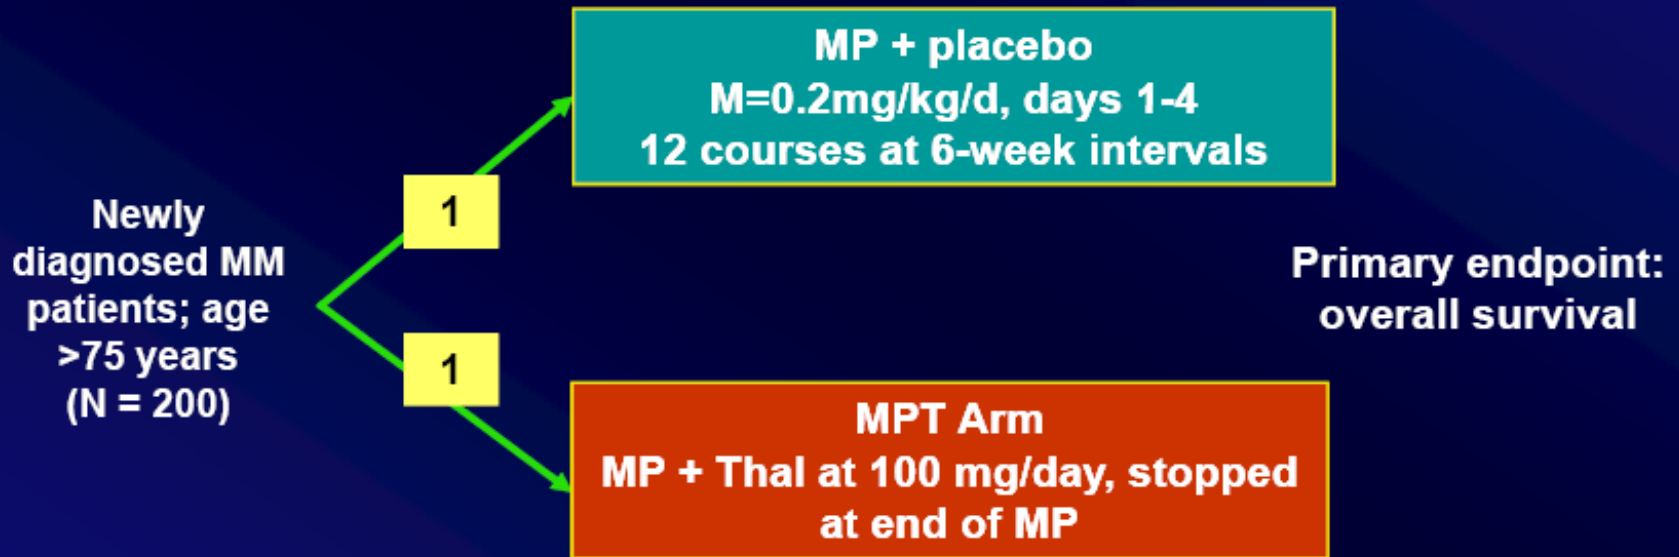 Newly
diagnosed MM
patients; age
>75 years
(N = 200)
1
1
MP + placebo
M=0.2mg/kg/d, days 1-4
12 courses at 6-week intervals
MPT Arm
MP + Thal at 100 mg/day, stopped
at end of MP
Primary endpoint:
overall survival